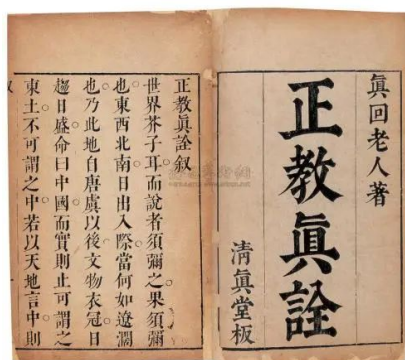 真回老人著
正教真詮
清真堂板
正教眞詮叙
世界芥子耳而說者須彌之果須彌
也東西北南日出入際當何如遼濶
也乃此地自唐虞以後文物衣冠日
趨日盛命曰中國而實則止可謂之
東土不可謂之中若以天地言中則